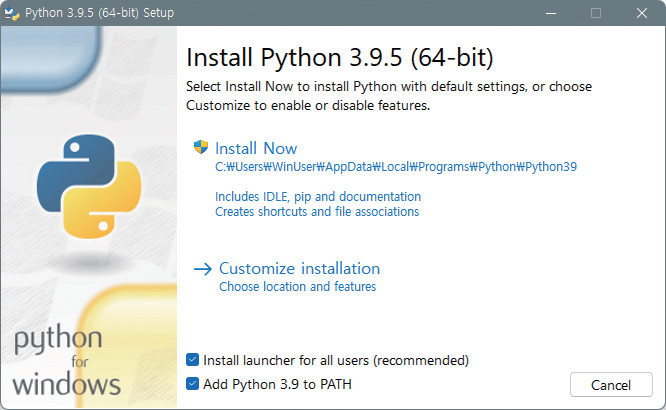 Python 3.9.5 (64-bit) Setup
Install Python 3.9.5 (64-bit)
Select Install Now to install Python with default settings, or choose
Customize to enable or disable features.
Install Now
C:₩Users₩WinUser₩AppData₩Local₩Programs₩Python₩Python39
Includes IDLE, pip and documentation
Creates shortcuts and file associations
Customize installation
Choose location and features
python
for
windows
Install launcher for all users (recommended)
Add Python 3.9 to PATH
Cancel